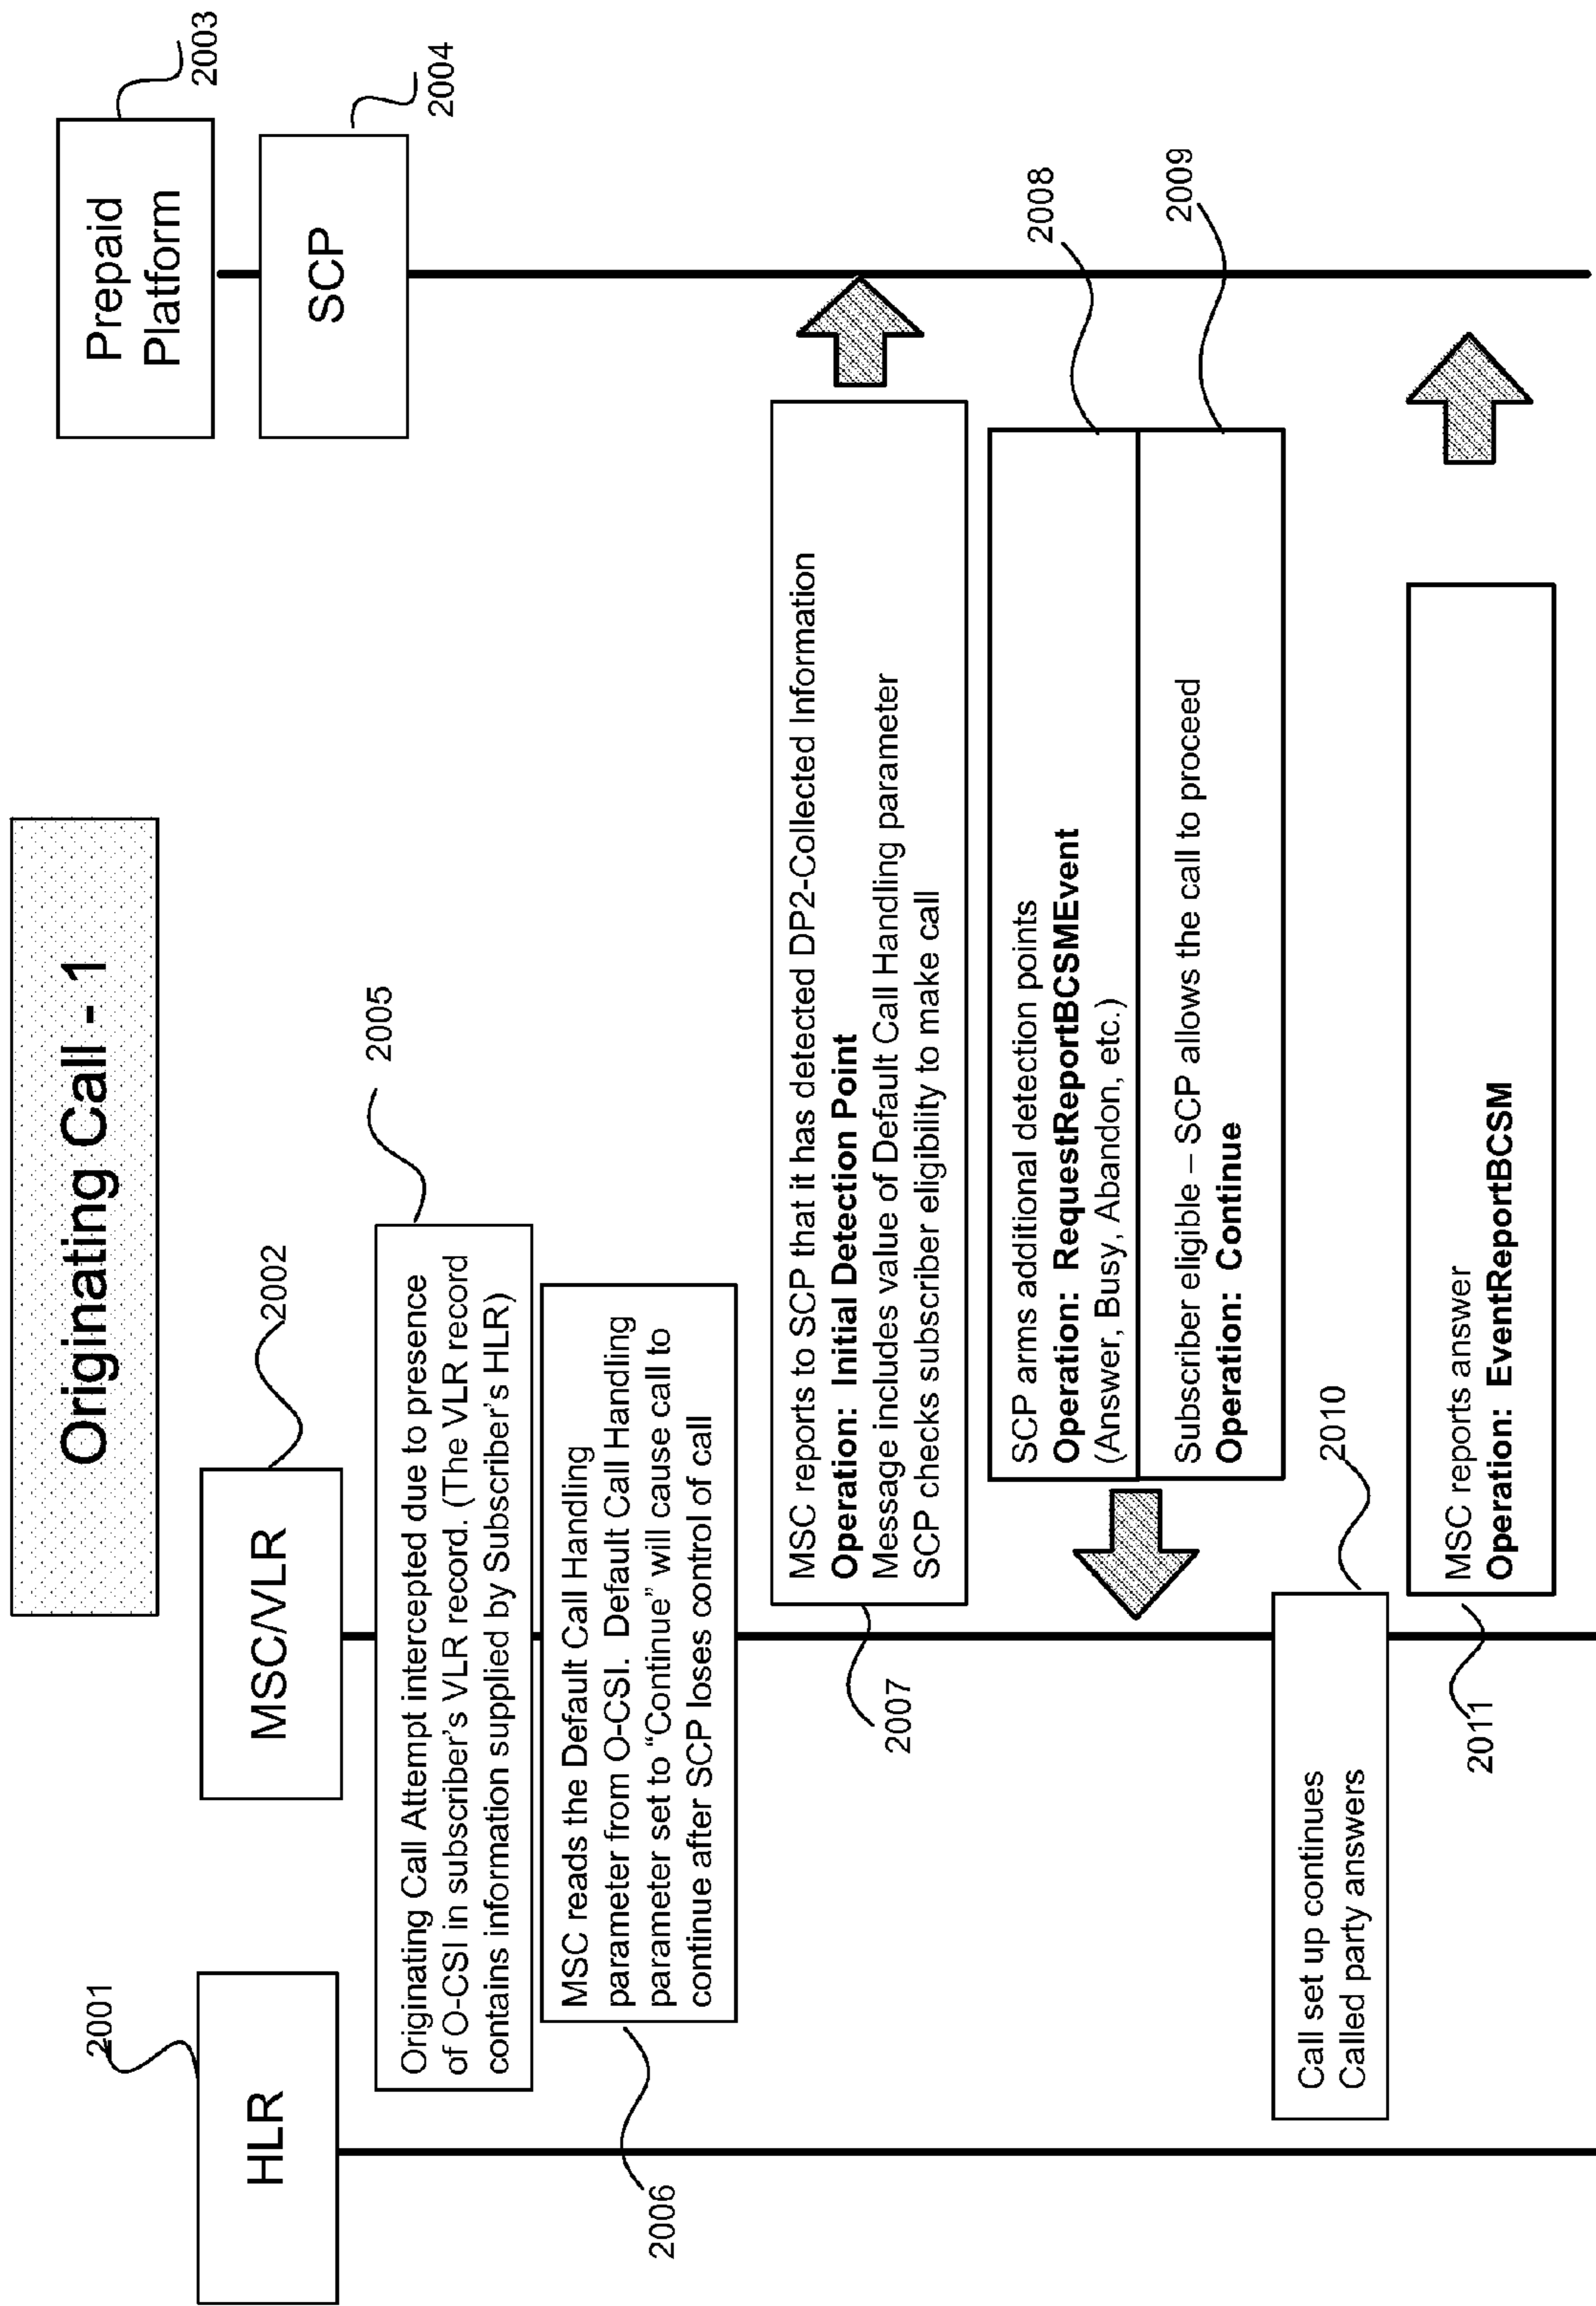 Originating Call - 1
2001
HLR
2002
MSC/VLR
Prepaid
Platform
2003
SCP
2004
2005
Originating Call Attempt intercepted due to presence
of O-CSI in subscriber's VLR record. (The VLR record
contains information supplied by Subscriber's HLR)
2006
MSC reads the Default Call Handling
parameter from O-CSI.  Default Call Handling
parameter set to “Continue” will cause call to
continue after SCP loses control of call
2007
MSC reports to SCP that it has detected DP2-Collected Information
Operation:  Initial Detection Point
Message includes value of Default Call Handling parameter
SCP checks subscriber eligibility to make call
2008
SCP arms additional detection points
Operation:  RequestReportBCSMEvent
(Answer, Busy, Abandon, etc.)
2009
Subscriber eligible – SCP allows the call to proceed
Operation:  Continue
2010
Call set up continues
Called party answers
2011
MSC reports answer
Operation:  EventReportBCSM